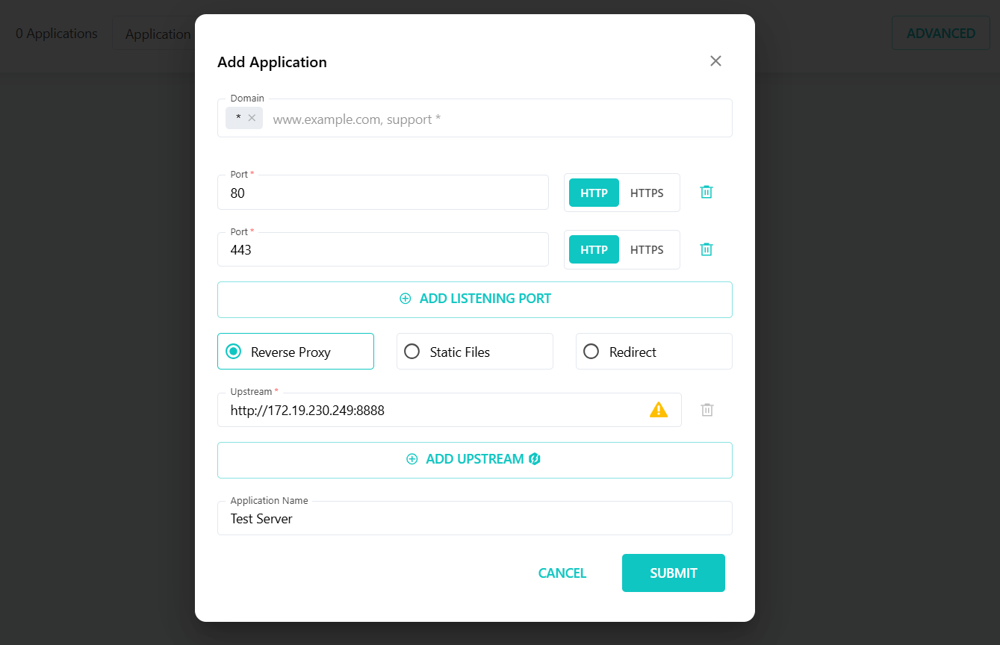 0 Applications
Application
ADVANCED
Add Application
Domain
* × www.example.com, support *
Port *
80
HTTP HTTPS
Port *
443
HTTP HTTPS
ADD LISTENING PORT
Reverse Proxy
Static Files
Redirect
Upstream *
http://172.19.230.249:8888
ADD UPSTREAM
Application Name
Test Server
CANCEL
SUBMIT